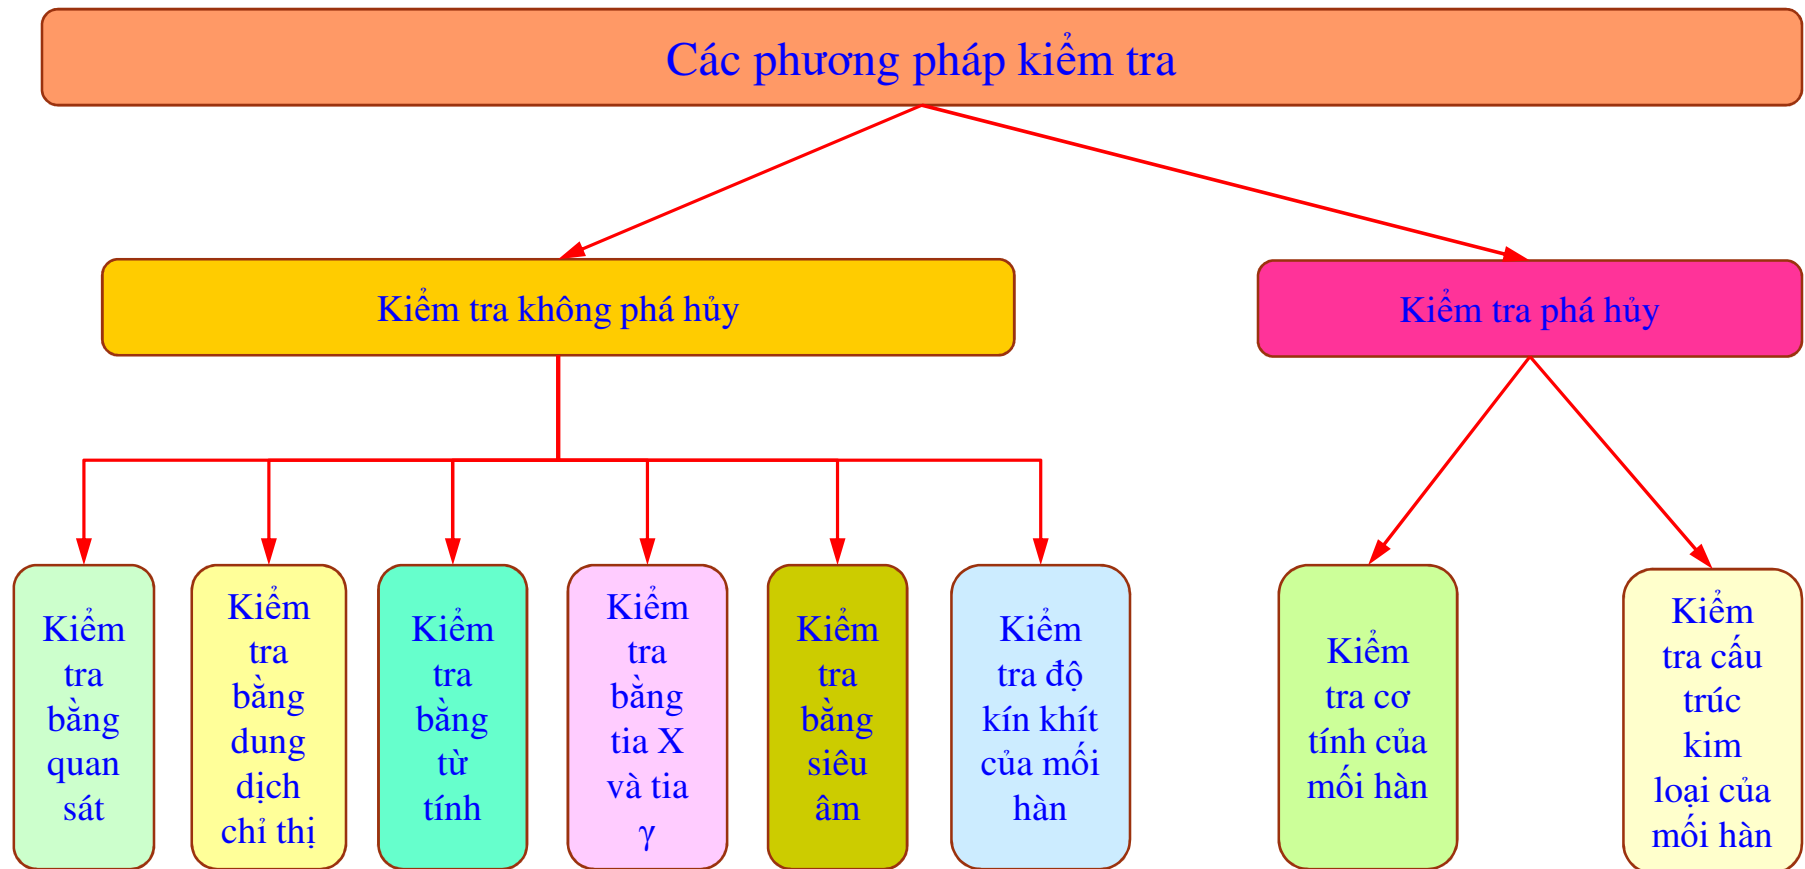 Các phương pháp kiểm tra
Kiểm tra không phá hủy
Kiểm tra phá hủy
Kiểm
tra
bằng
quan
sát
Kiểm
tra
bằng
dung
dịch
chỉ thị
Kiểm
tra
bằng
từ
tính
Kiểm
tra
bằng
tia X
và tia
γ
Kiểm
tra
bằng
siêu
âm
Kiểm
tra độ
kín khít
của mối
hàn
Kiểm
tra cơ
tính của
mối hàn
Kiểm
tra cấu
trúc
kim
loại của
mối hàn